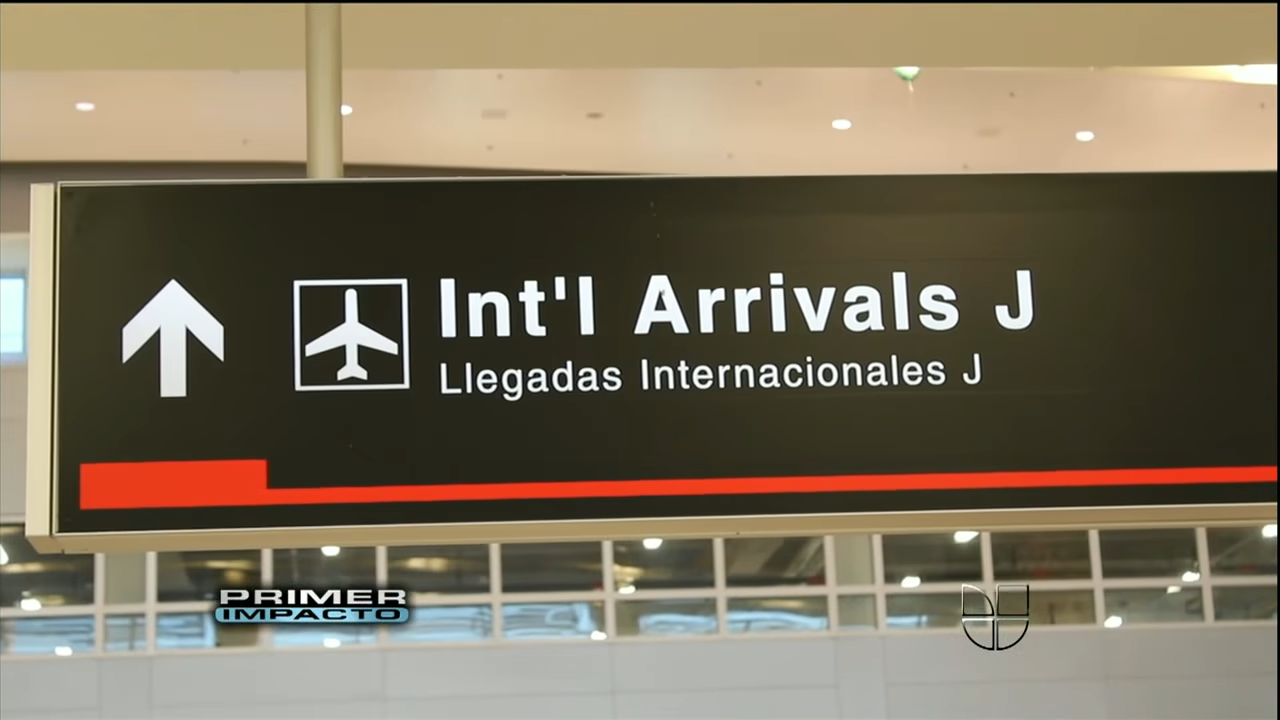 Int'l Arrivals J
Llegadas Internacionales J
PRIMER
IMPACTO